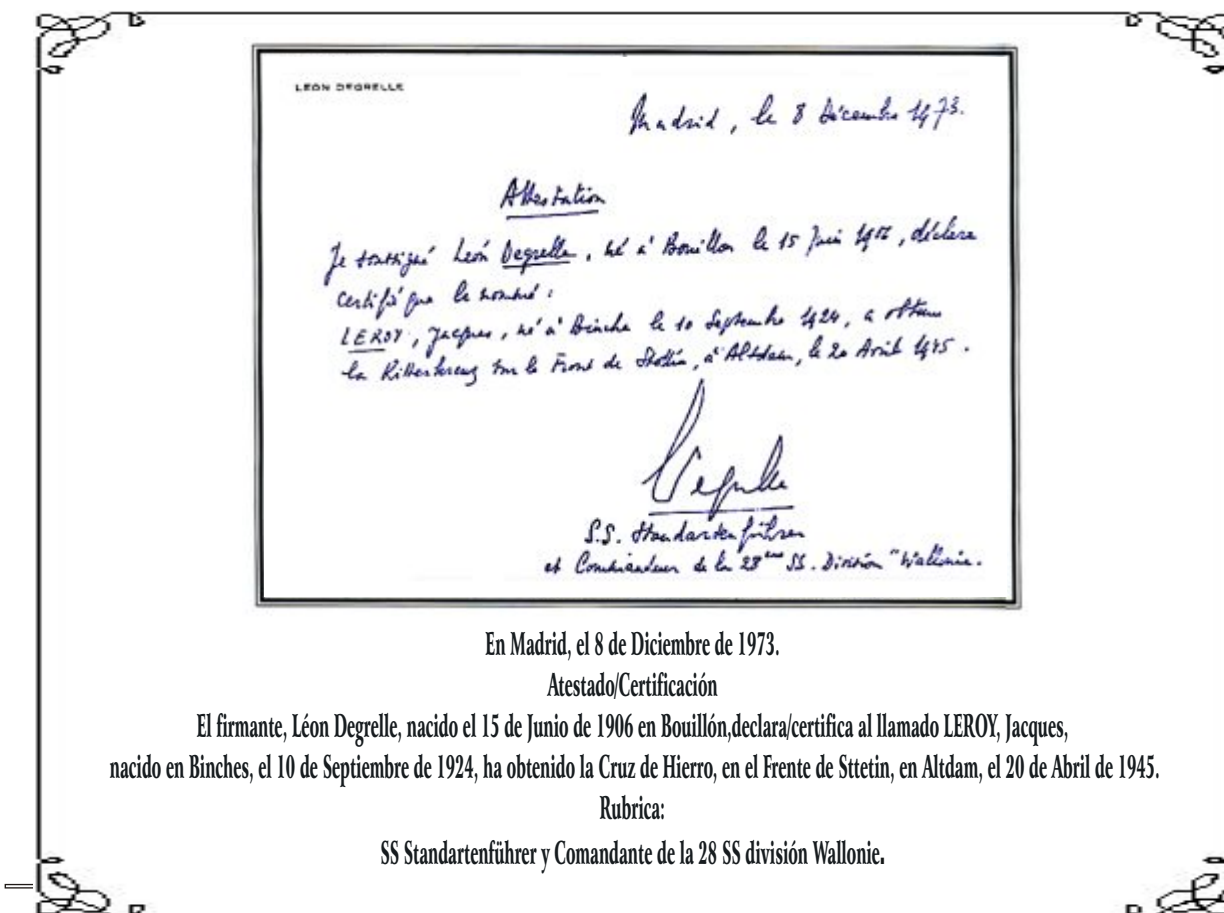 LEON DEGRELLE
Madrid, le 8 Décembre 1973.
Attestation
Je soussigné León Degrelle, né à Bouillon le 15 Juin 1906, déclare
certifié que le nommé :
LEROY, Jacques, né à Binche le 10 Septembre 1924, a obtenu
la Ritterkreuz sur le Front de Stettin, à Altdam, le 20 Avril 1945.
Degrelle
S.S. Standartenführer
et Commandeur de la 28ème SS. Division "Wallonie.
En Madrid, el 8 de Diciembre de 1973.
Atestado/Certificación
El firmante, Léon Degrelle, nacido el 15 de Junio de 1906 en Bouillón,declara/certifica al llamado LEROY, Jacques,
nacido en Binches, el 10 de Septiembre de 1924, ha obtenido la Cruz de Hierro, en el Frente de Sttetin, en Altdam, el 20 de Abril de 1945.
Rubrica:
SS Standartenführer y Comandante de la 28 SS división Wallonie.